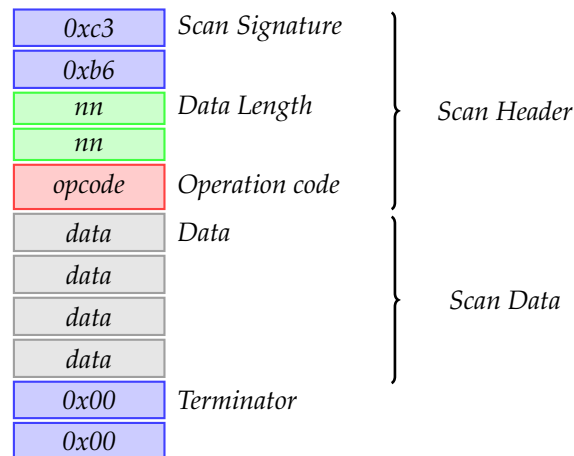 0xc3 Scan Signature
0xb6
nn Data Length
Scan Header
nn
opcode Operation code
data Data
data
Scan Data
data
data
0x00 Terminator
0x00